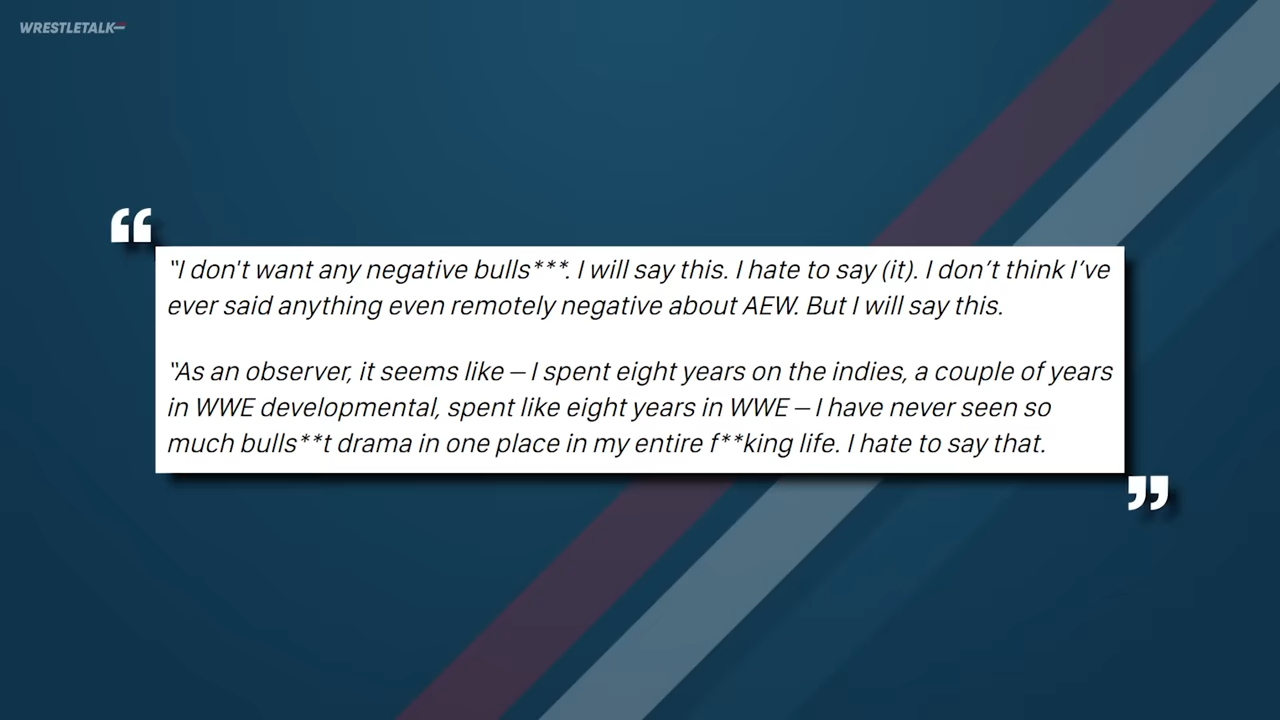 WRESTLETALK
“
“I don't want any negative bulls***. I will say this. I hate to say (it). I don’t think I’ve
ever said anything even remotely negative about AEW. But I will say this.
“As an observer, it seems like – I spent eight years on the indies, a couple of years
in WWE developmental, spent like eight years in WWE – I have never seen so
much bulls**t drama in one place in my entire f**king life. I hate to say that.
”